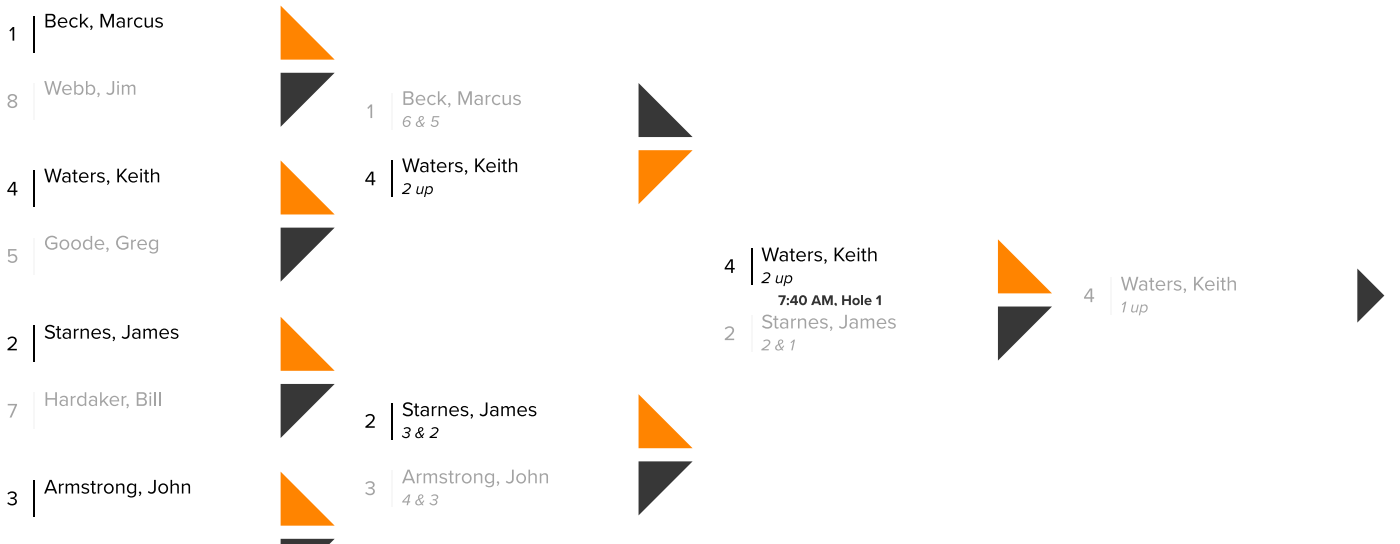 1 Beck, Marcus
8 Webb, Jim
4 Waters, Keith
5 Goode, Greg
2 Starnes, James
7 Hardaker, Bill
3 Armstrong, John
1 Beck, Marcus
6 & 5
4 Waters, Keith
2 up
2 Starnes, James
3 & 2
3 Armstrong, John
4 & 3
4 Waters, Keith
2 up
7:40 AM, Hole 1
2 Starnes, James
2 & 1
4 Waters, Keith
1 up